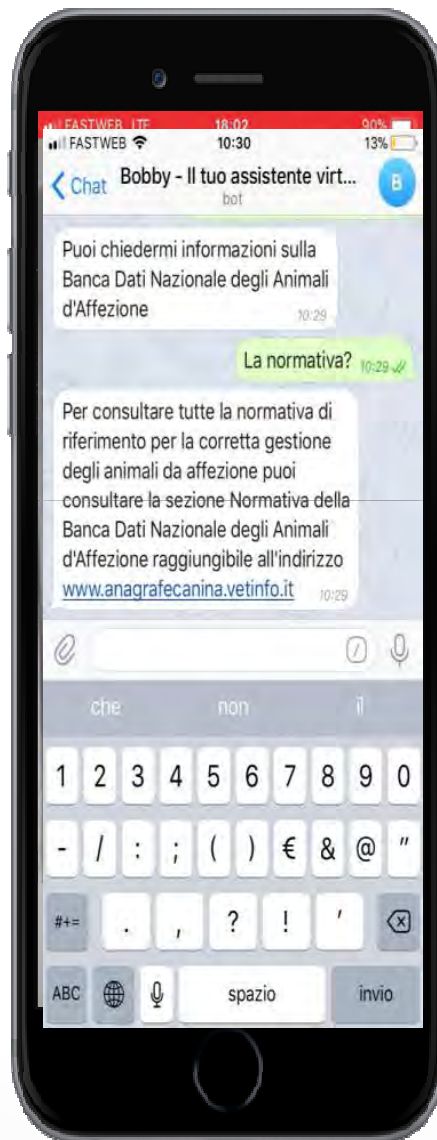 FASTWEB LTE 18:02 90%
FASTWEB 10:30 13%
Chat Bobby - Il tuo assistente virt... B
bot
Puoi chiedermi informazioni sulla
Banca Dati Nazionale degli Animali
d'Affezione 10:29
La normativa? 10:29
Per consultare tutte la normativa di
riferimento per la corretta gestione
degli animali da affezione puoi
consultare la sezione Normativa della
Banca Dati Nazionale degli Animali
d'Affezione raggiungibile all'indirizzo
www.anagrafecanina.vetinfo.it 10:29
/
che non il
1 2 3 4 5 6 7 8 9 0
- / : ; ( ) € & @ "
#+= . , ? ! '
ABC spazio invio